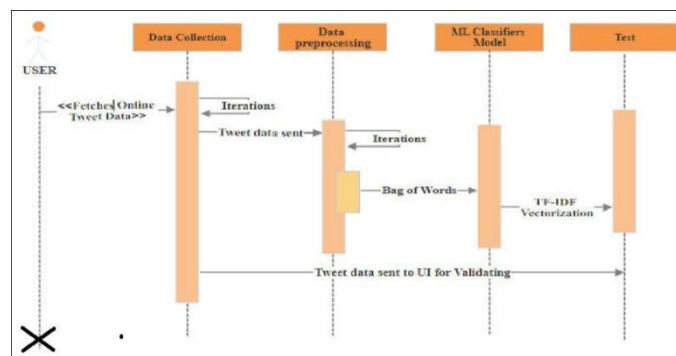 Data Collection
Data
preprocessing
ML Classifiers
Model
Test
USER
<<Fetches Online
Tweet Data>>
Iterations
Tweet data sent
Iterations
Bag of Words
TF-IDF
Vectorization
Tweet data sent to UI for Validating